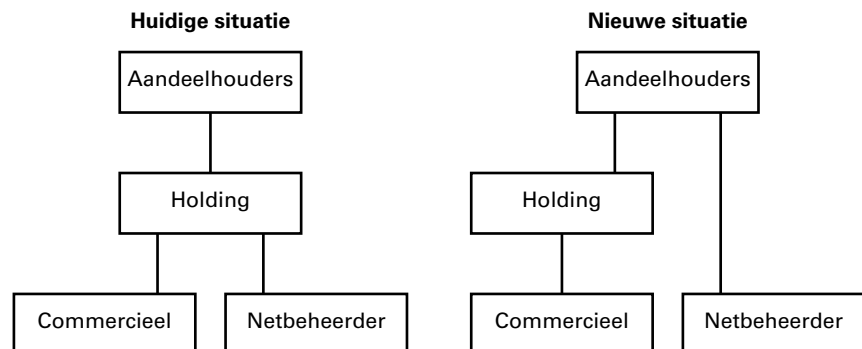 Huidige situatie
Aandeelhouders
Holding
Commercieel
Netbeheerder
Nieuwe situatie
Aandeelhouders
Holding
Commercieel
Netbeheerder